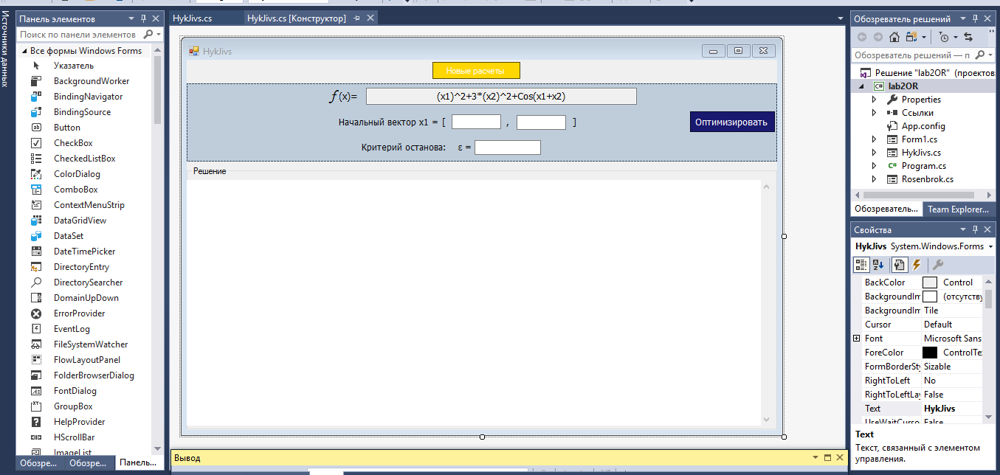 Источники данных
Панель элементов
Поиск по панели элементов
Все формы Windows Forms
Указатель
BackgroundWorker
BindingNavigator
BindingSource
Button
CheckBox
CheckedListBox
ColorDialog
ComboBox
ContextMenuStrip
DataGridView
DataSet
DateTimePicker
DirectoryEntry
DirectorySearcher
DomainUpDown
ErrorProvider
EventLog
FileSystemWatcher
FlowLayoutPanel
FolderBrowserDialog
FontDialog
GroupBox
HelpProvider
HScrollBar
ImageList
Обозре... Обозре... Панель...
HykJivs.cs HykJivs.cs [Конструктор]
HykJivs
Новые расчеты
f(x)= (x1)^2+3*(x2)^2+Cos(x1+x2)
Начальный вектор x1 = [ , ]
Оптимизировать
Критерий останова: ε =
Решение
Вывод
Обозреватель решений
Обозреватель решений — п
Решение "lab2OR" (проектов:
lab2OR
Properties
Ссылки
App.config
Form1.cs
HykJivs.cs
Program.cs
Rosenbrok.cs
Обозреватель... Team Explorer...
Свойства
HykJivs System.Windows.Forms
BackColor Control
BackgroundIm (отсутству
BackgroundIm Tile
Cursor Default
Font Microsoft Sans
ForeColor ControlTe
FormBorderSty Sizable
RightToLeft No
RightToLeftLay False
Text HykJivs
UseWaitCurso False
Text
Текст, связанный с элементом
управления.